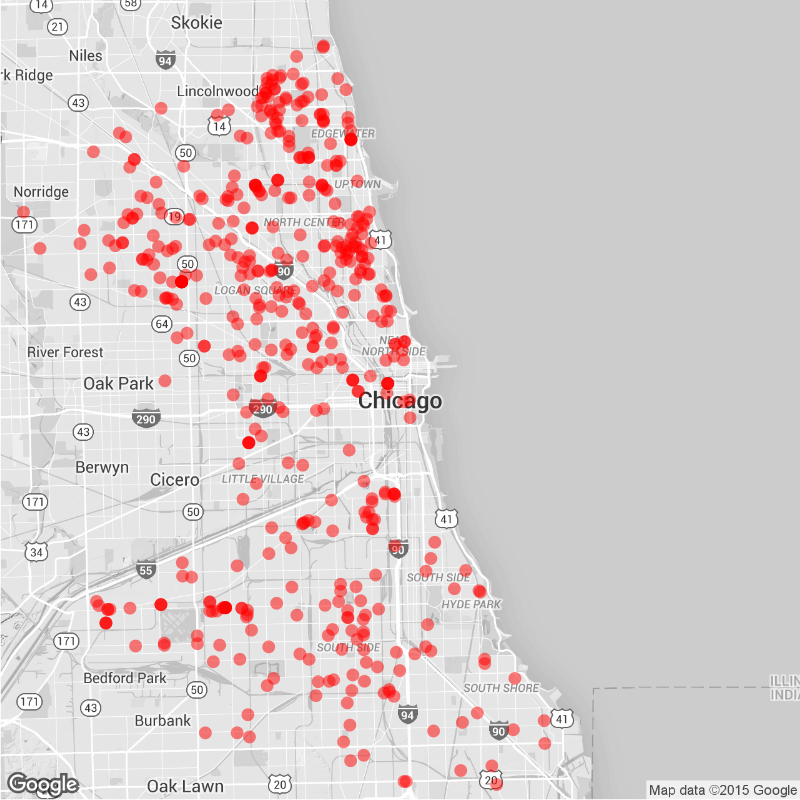 14
58
Skokie
21
Niles
94
rk Ridge
Lincolnwood
43
14
EDGEWATER
50
UPTOWN
Norridge
171
19
NORTH CENTER
41
50
90
LOGAN SQUARE
43
64
NE
NORTH SIDE
River Forest
50
Oak Park
290
Chicago
290
43
Berwyn
Cicero
LITTLE VILLAGE
171
50
41
34
90
55
SOUTH SIDE
HYDE PARK
171
SOUTH SIDE
Bedford Park
ILLIN
INDIA
50
SOUTH SHORE
171
43
94
Burbank
41
90
Google
Oak Lawn
20
20
Map data ©2015 Google